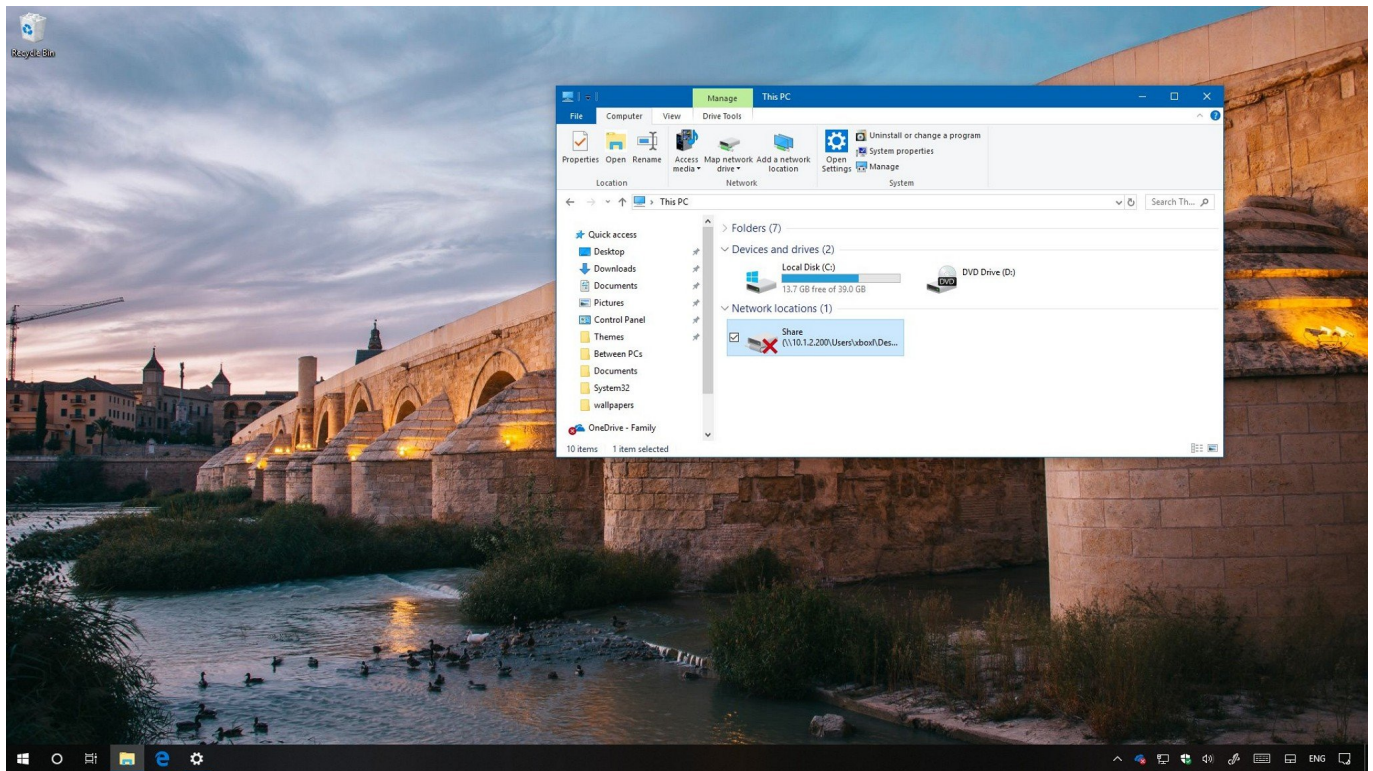 Recycle Bin
Manage
This PC
File
Computer
View
Drive Tools
Properties
Open
Rename
Access media
Map network drive
Add a network location
Open Settings
Uninstall or change a program
System properties
Manage
Location
Network
System
This PC
Search Th...
Quick access
Desktop
Downloads
Documents
Pictures
Control Panel
Themes
Between PCs
Documents
System32
wallpapers
OneDrive - Family
Folders (7)
Devices and drives (2)
Local Disk (C:)
13.7 GB free of 39.0 GB
DVD
DVD Drive (D:)
Network locations (1)
Share
(\\10.1.2.200\Users\xboxl\Des...
10 items
1 item selected
ENG